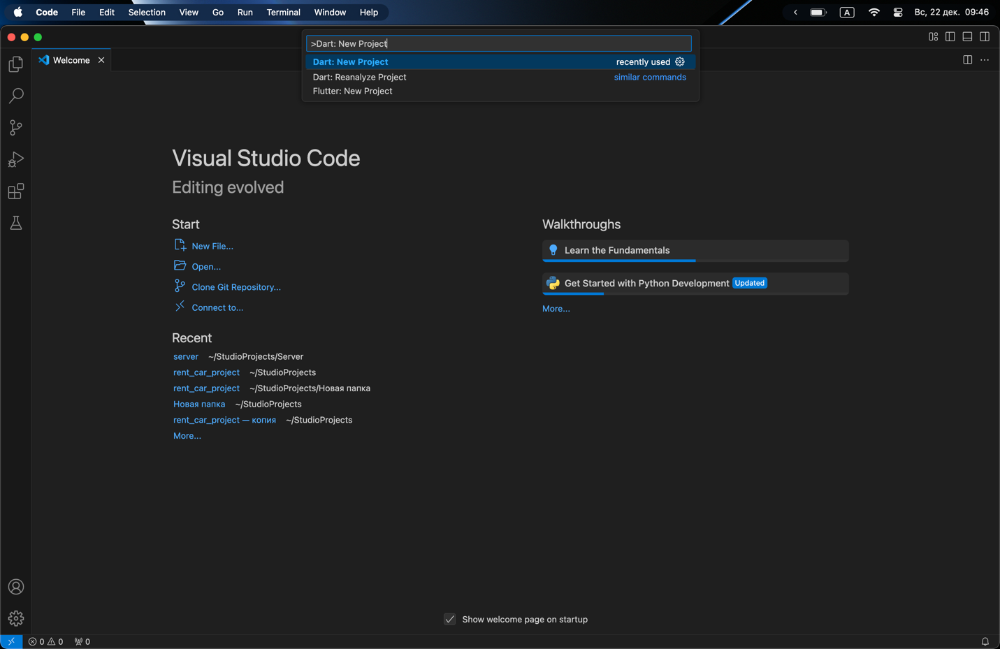 Code File Edit Selection View Go Run Terminal Window Help A Вс, 22 дек. 09:46
>Dart: New Project
Welcome
Dart: New Project recently used
Dart: Reanalyze Project similar commands
Flutter: New Project
Visual Studio Code
Editing evolved
Start
New File...
Open...
Clone Git Repository...
Connect to...
Recent
server ~/StudioProjects/Server
rent_car_project ~/StudioProjects
rent_car_project ~/StudioProjects/Новая папка
Новая папка ~/StudioProjects
rent_car_project — копия ~/StudioProjects
More...
Walkthroughs
Learn the Fundamentals
Get Started with Python Development Updated
More...
Show welcome page on startup
0 0 0